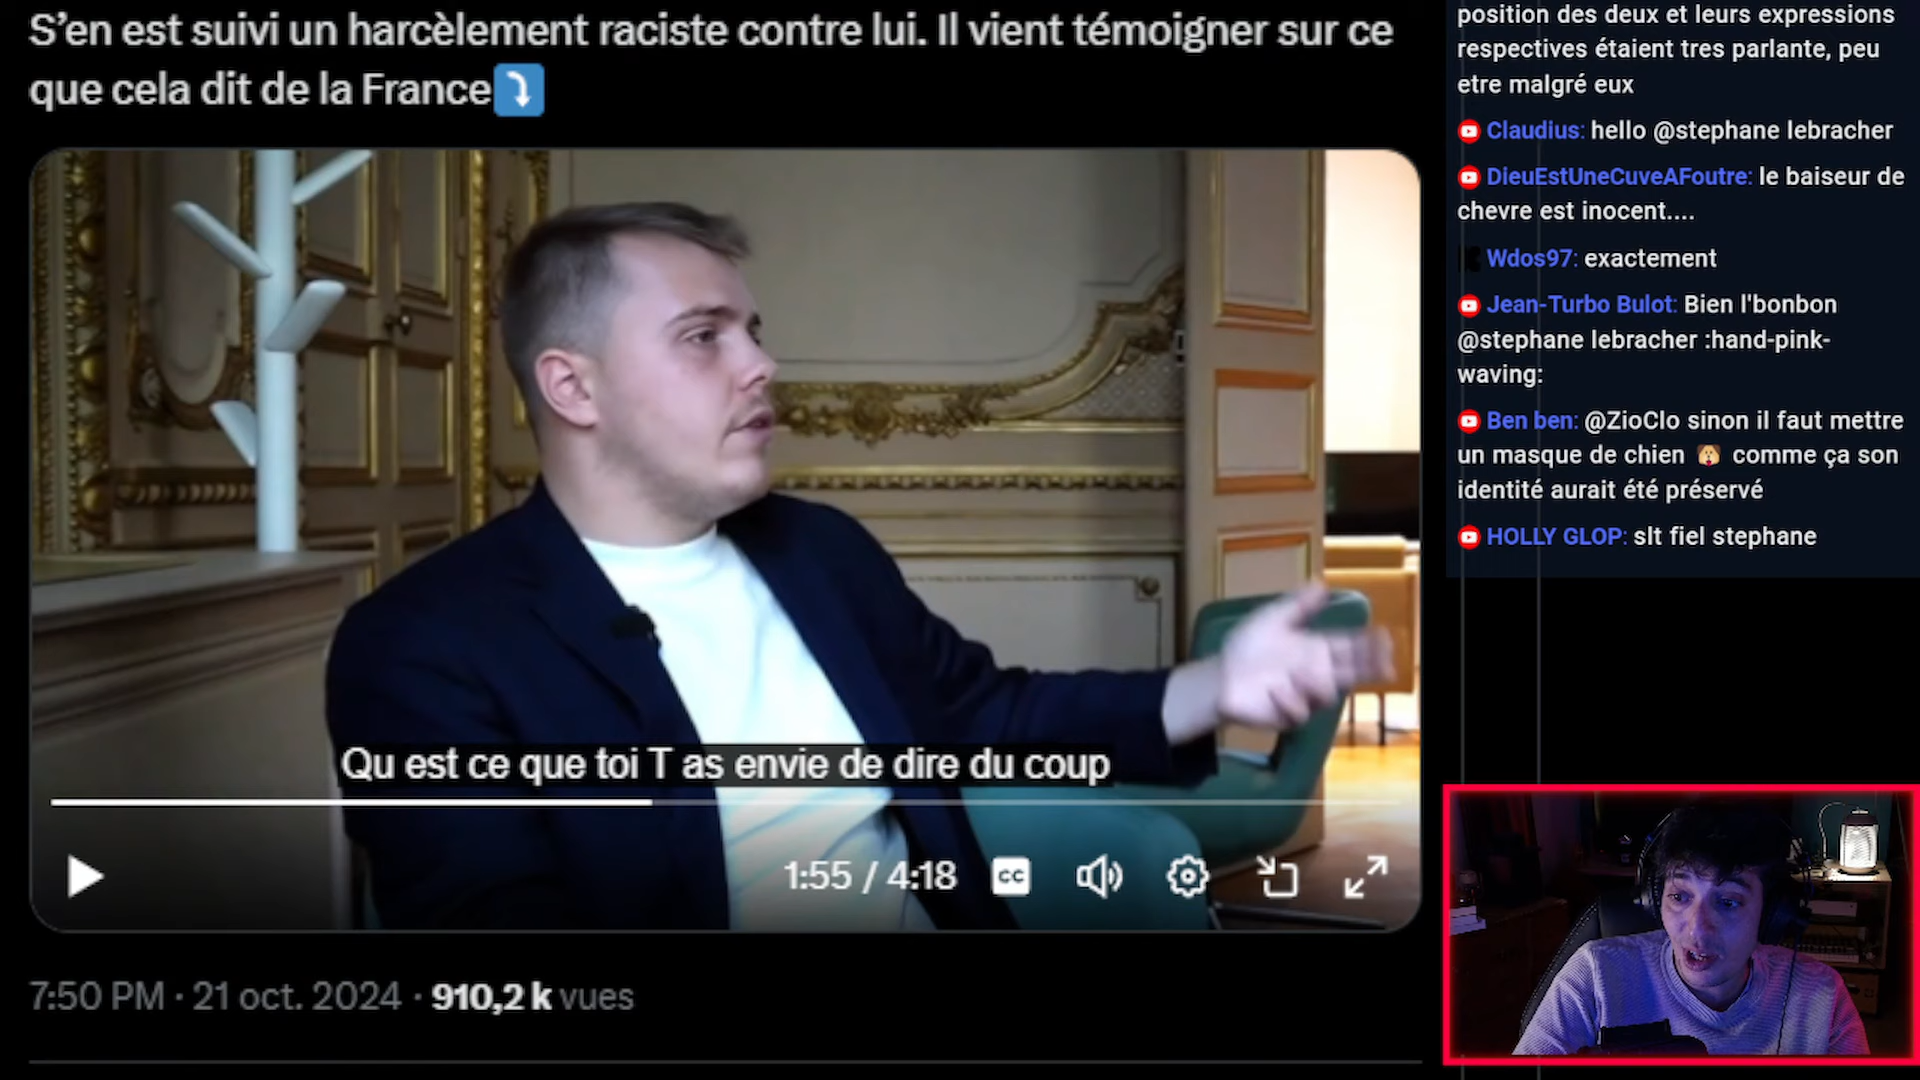 S’en est suivi un harcèlement raciste contre lui. Il vient témoigner sur ce
que cela dit de la France⤵️
Qu est ce que toi T as envie de dire du coup
1:55 / 4:18
CC
7:50 PM · 21 oct. 2024 · 910,2 k vues
position des deux et leurs expressions
respectives étaient tres parlante, peu
etre malgré eux
Claudius: hello @stephane lebracher
DieuEstUneCuveAFoutre: le baiseur de
chevre est inocent....
Wdos97: exactement
Jean-Turbo Bulot: Bien l'bonbon
@stephane lebracher :hand-pink-
waving:
Ben ben: @ZioClo sinon il faut mettre
un masque de chien 🐶 comme ça son
identité aurait été préservé
HOLLY GLOP: slt fiel stephane